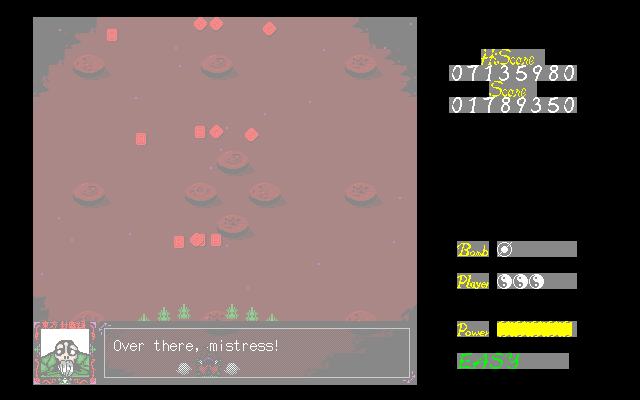 HiScore
07135980
Score
01789350
Bomb
Player
Power
EASY
Over there, mistress!